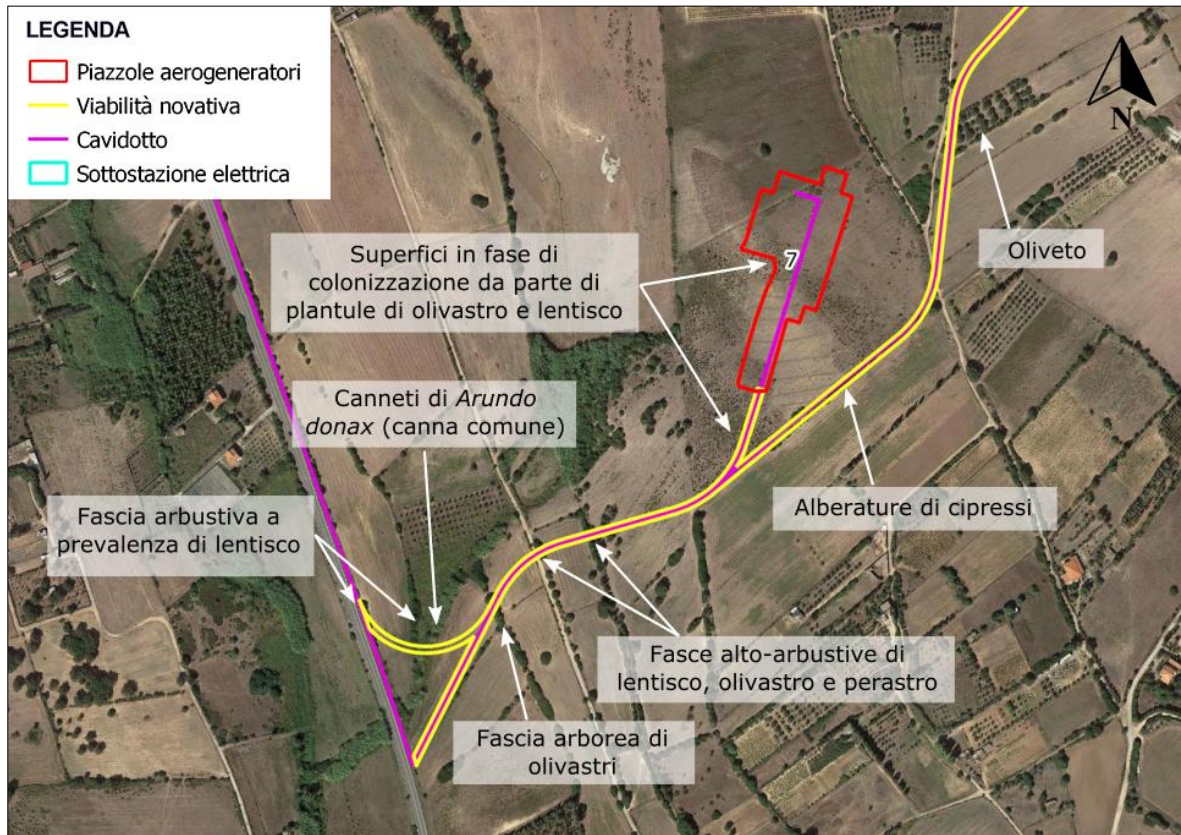 LEGENDA
Piazzole aerogeneratori
Viabilità novativa
Cavidotto
Sottostazione elettrica
N
Superfici in fase di
colonizzazione da parte di
plantule di olivastro e lentisco
7
Oliveto
Canneti di Arundo
donax (canna comune)
Alberature di cipressi
Fascia arbustiva a
prevalenza di lentisco
Fasce alto-arbustive di
lentisco, olivastro e perastro
Fascia arborea di
olivastri